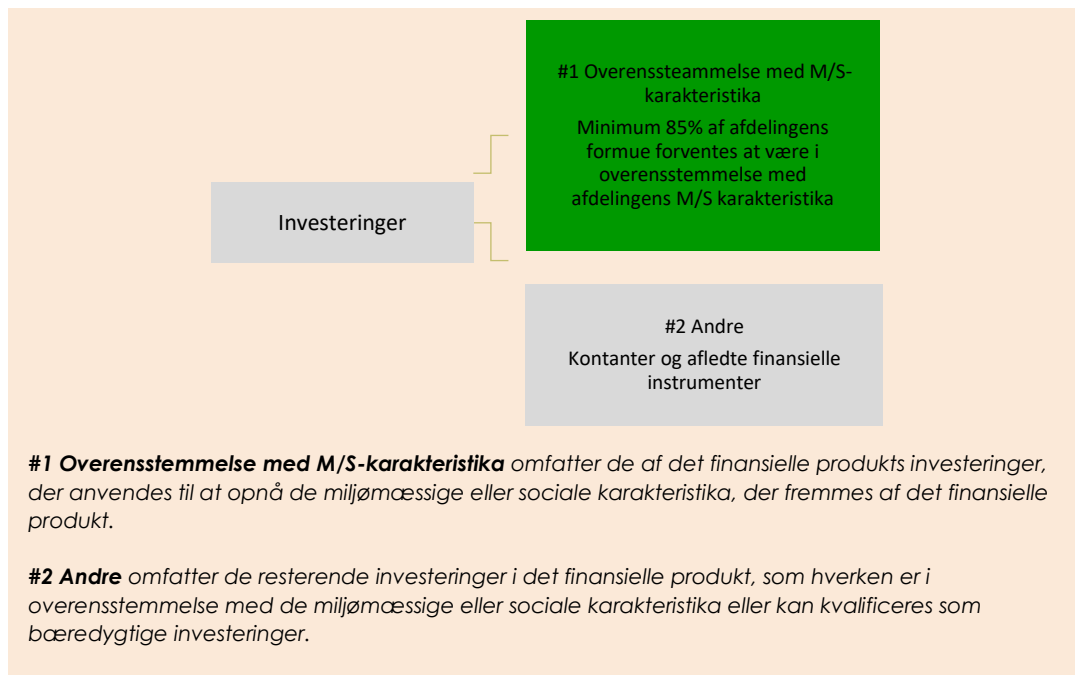 #1 Overenssteammelse med M/S-
karakteristika
Minimum 85% af afdelingens
formue forventes at være i
overensstemmelse med
afdelingens M/S karakteristika
Investeringer
#2 Andre
Kontanter og afledte finansielle
instrumenter
#1 Overensstemmelse med M/S-karakteristika omfatter de af det finansielle produkts investeringer,
der anvendes til at opnå de miljømæssige eller sociale karakteristika, der fremmes af det finansielle
produkt.
#2 Andre omfatter de resterende investeringer i det finansielle produkt, som hverken er i
overensstemmelse med de miljømæssige eller sociale karakteristika eller kan kvalificeres som
bæredygtige investeringer.